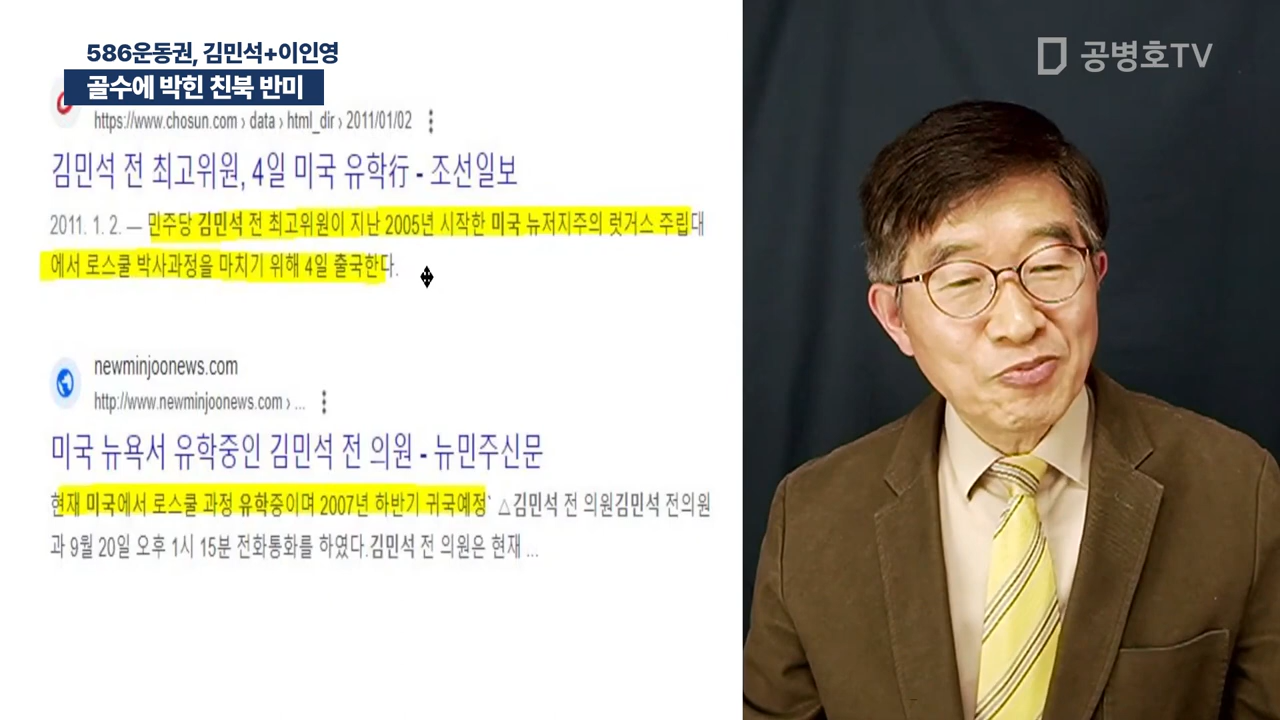 586운동권, 김민석+이인영
골수에 박힌 친북 반미
공병호TV
https://www.chosun.com › data › html_dir › 2011/01/02
김민석 전 최고위원, 4일 미국 유학行 - 조선일보
2011. 1. 2. — 민주당 김민석 전 최고위원이 지난 2005년 시작한 미국 뉴저지주의 럿거스 주립대
에서 로스쿨 박사과정을 마치기 위해 4일 출국한다.
newminjoonews.com
http://www.newminjoonews.com › ...
미국 뉴욕서 유학중인 김민석 전 의원 - 뉴민주신문
현재 미국에서 로스쿨 과정 유학중이며 2007년 하반기 귀국예정` △김민석 전 의원김민석 전의원
과 9월 20일 오후 1시 15분 전화통화를 하였다.김민석 전 의원은 현재 ...